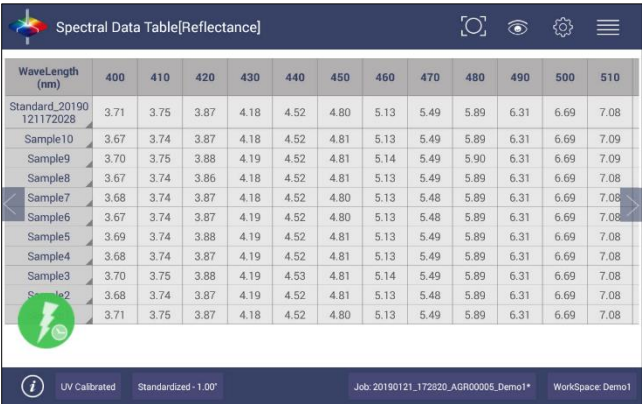 Spectral Data Table[Reflectance]
WaveLength (nm) 400 410 420 430 440 450 460 470 480 490 500 510
Standard_20190121172028 3.71 3.75 3.87 4.18 4.52 4.80 5.13 5.49 5.89 6.31 6.69 7.08
Sample10 3.67 3.74 3.87 4.18 4.52 4.81 5.13 5.49 5.89 6.31 6.69 7.09
Sample9 3.70 3.75 3.88 4.19 4.52 4.81 5.14 5.49 5.90 6.31 6.69 7.08
Sample8 3.67 3.74 3.86 4.18 4.52 4.81 5.13 5.49 5.89 6.31 6.69 7.08
Sample7 3.68 3.74 3.87 4.18 4.52 4.80 5.13 5.48 5.89 6.31 6.69 7.08
Sample6 3.67 3.74 3.87 4.19 4.52 4.80 5.13 5.48 5.89 6.31 6.69 7.08
Sample5 3.69 3.74 3.88 4.19 4.52 4.81 5.13 5.49 5.89 6.31 6.69 7.08
Sample4 3.68 3.74 3.87 4.19 4.52 4.81 5.13 5.49 5.89 6.31 6.69 7.08
Sample3 3.70 3.75 3.88 4.19 4.53 4.81 5.14 5.49 5.89 6.31 6.69 7.08
3.68 3.74 3.87 4.19 4.52 4.81 5.13 5.48 5.89 6.31 6.69 7.08
3.71 3.75 3.87 4.18 4.52 4.80 5.13 5.49 5.89 6.31 6.69 7.08
i UV Calibrated Standardized - 1.00" Job: 20190121_172820_AGR00005_Demo1* WorkSpace: Demo1